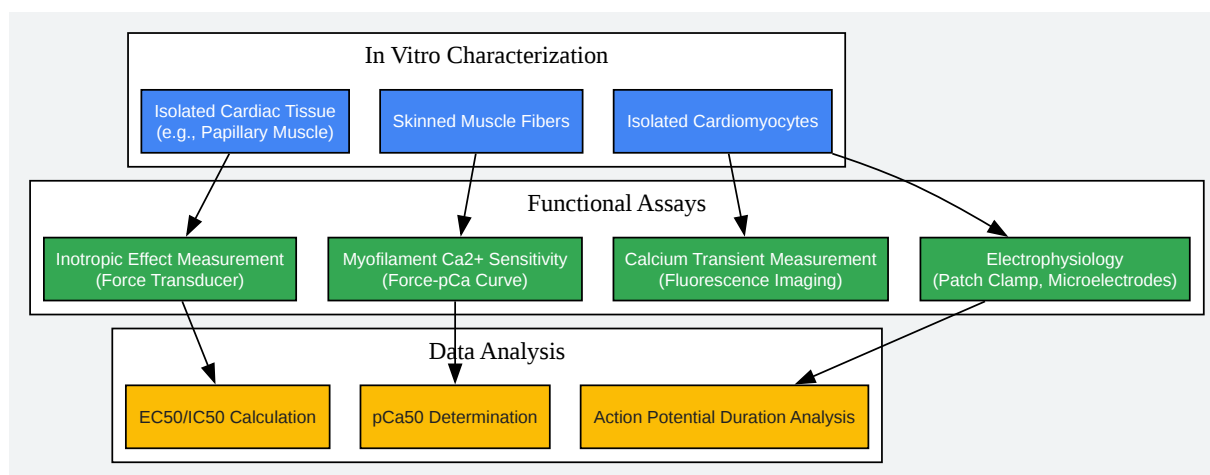 In Vitro Characterization
Isolated Cardiac Tissue
(e.g., Papillary Muscle)
Skinned Muscle Fibers
Isolated Cardiomyocytes
Functional Assays
Inotropic Effect Measurement
(Force Transducer)
Myofilament Ca2+ Sensitivity
(Force-pCa Curve)
Calcium Transient Measurement
(Fluorescence Imaging)
Electrophysiology
(Patch Clamp, Microelectrodes)
Data Analysis
EC50/IC50 Calculation
pCa50 Determination
Action Potential Duration Analysis